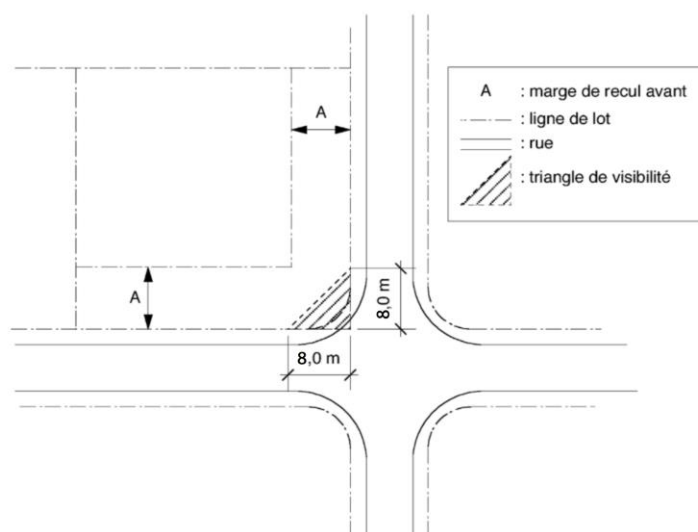 A
A
8,0 m
8,0 m
A : marge de recul avant
: ligne de lot
: rue
: triangle de visibilité